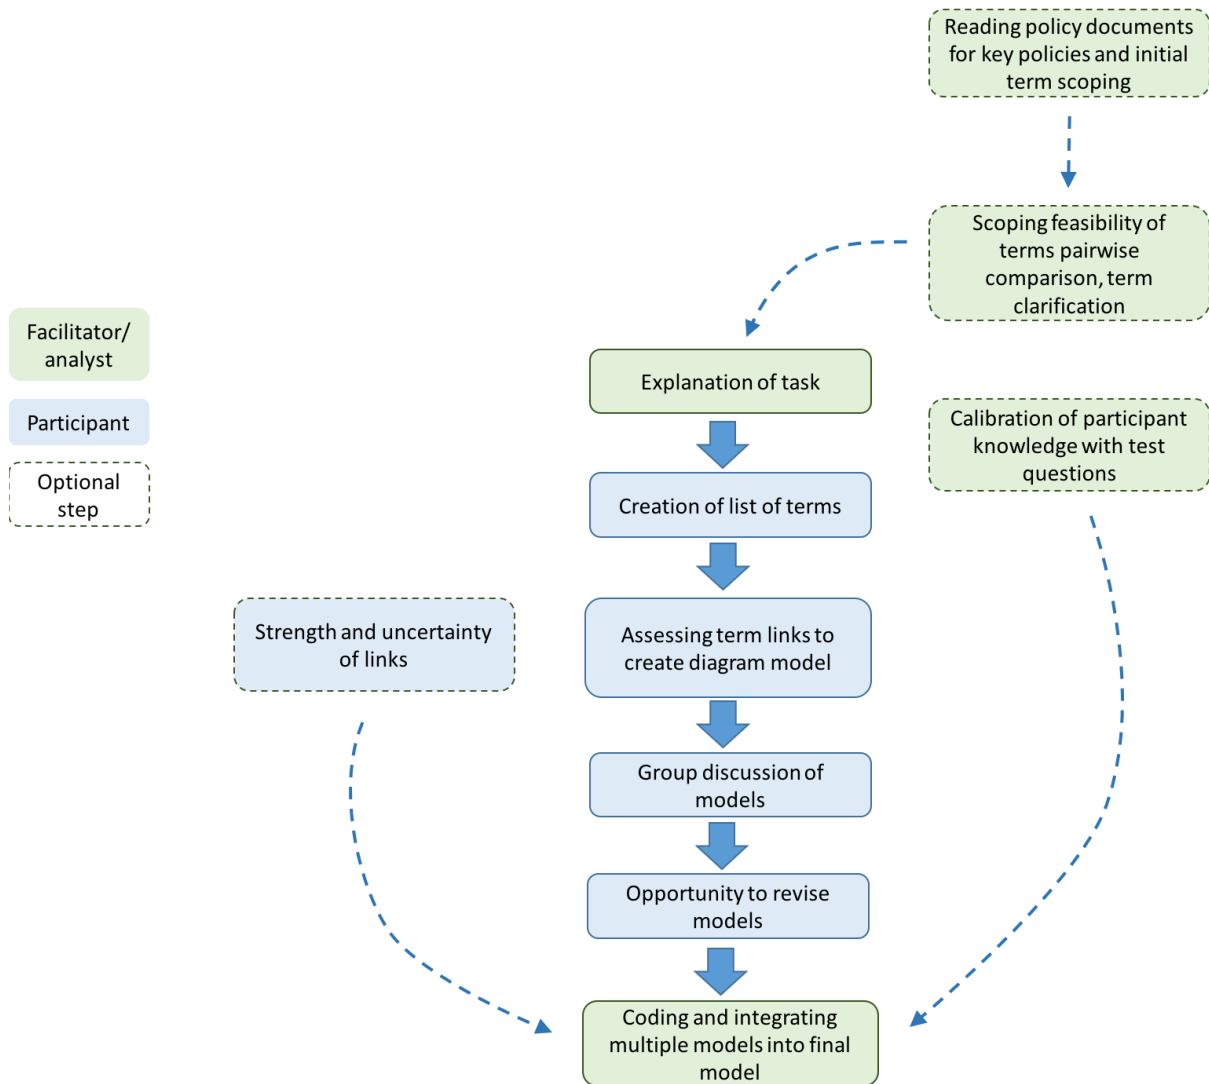 Reading policy documents
for key policies and initial
term scoping
Scoping feasibility of
terms pairwise
comparison, term
clarification
Facilitator/
analyst
Participant
Optional
step
Explanation of task
Calibration of participant
knowledge with test
questions
Creation of list of terms
Strength and uncertainty
of links
Assessing term links to
create diagram model
Group discussion of
models
Opportunity to revise
models
Coding and integrating
multiple models into final
model